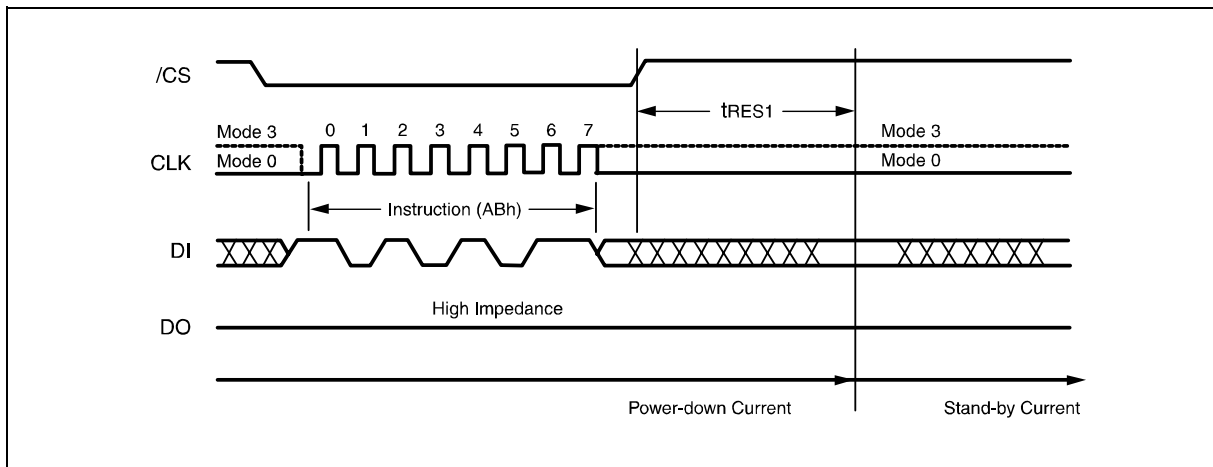 /CS
tRES1
Mode 3 0 1 2 3 4 5 6 7 Mode 3
CLK Mode 0 Mode 0
Instruction (ABh)
DI
High Impedance
DO
Power-down Current Stand-by Current